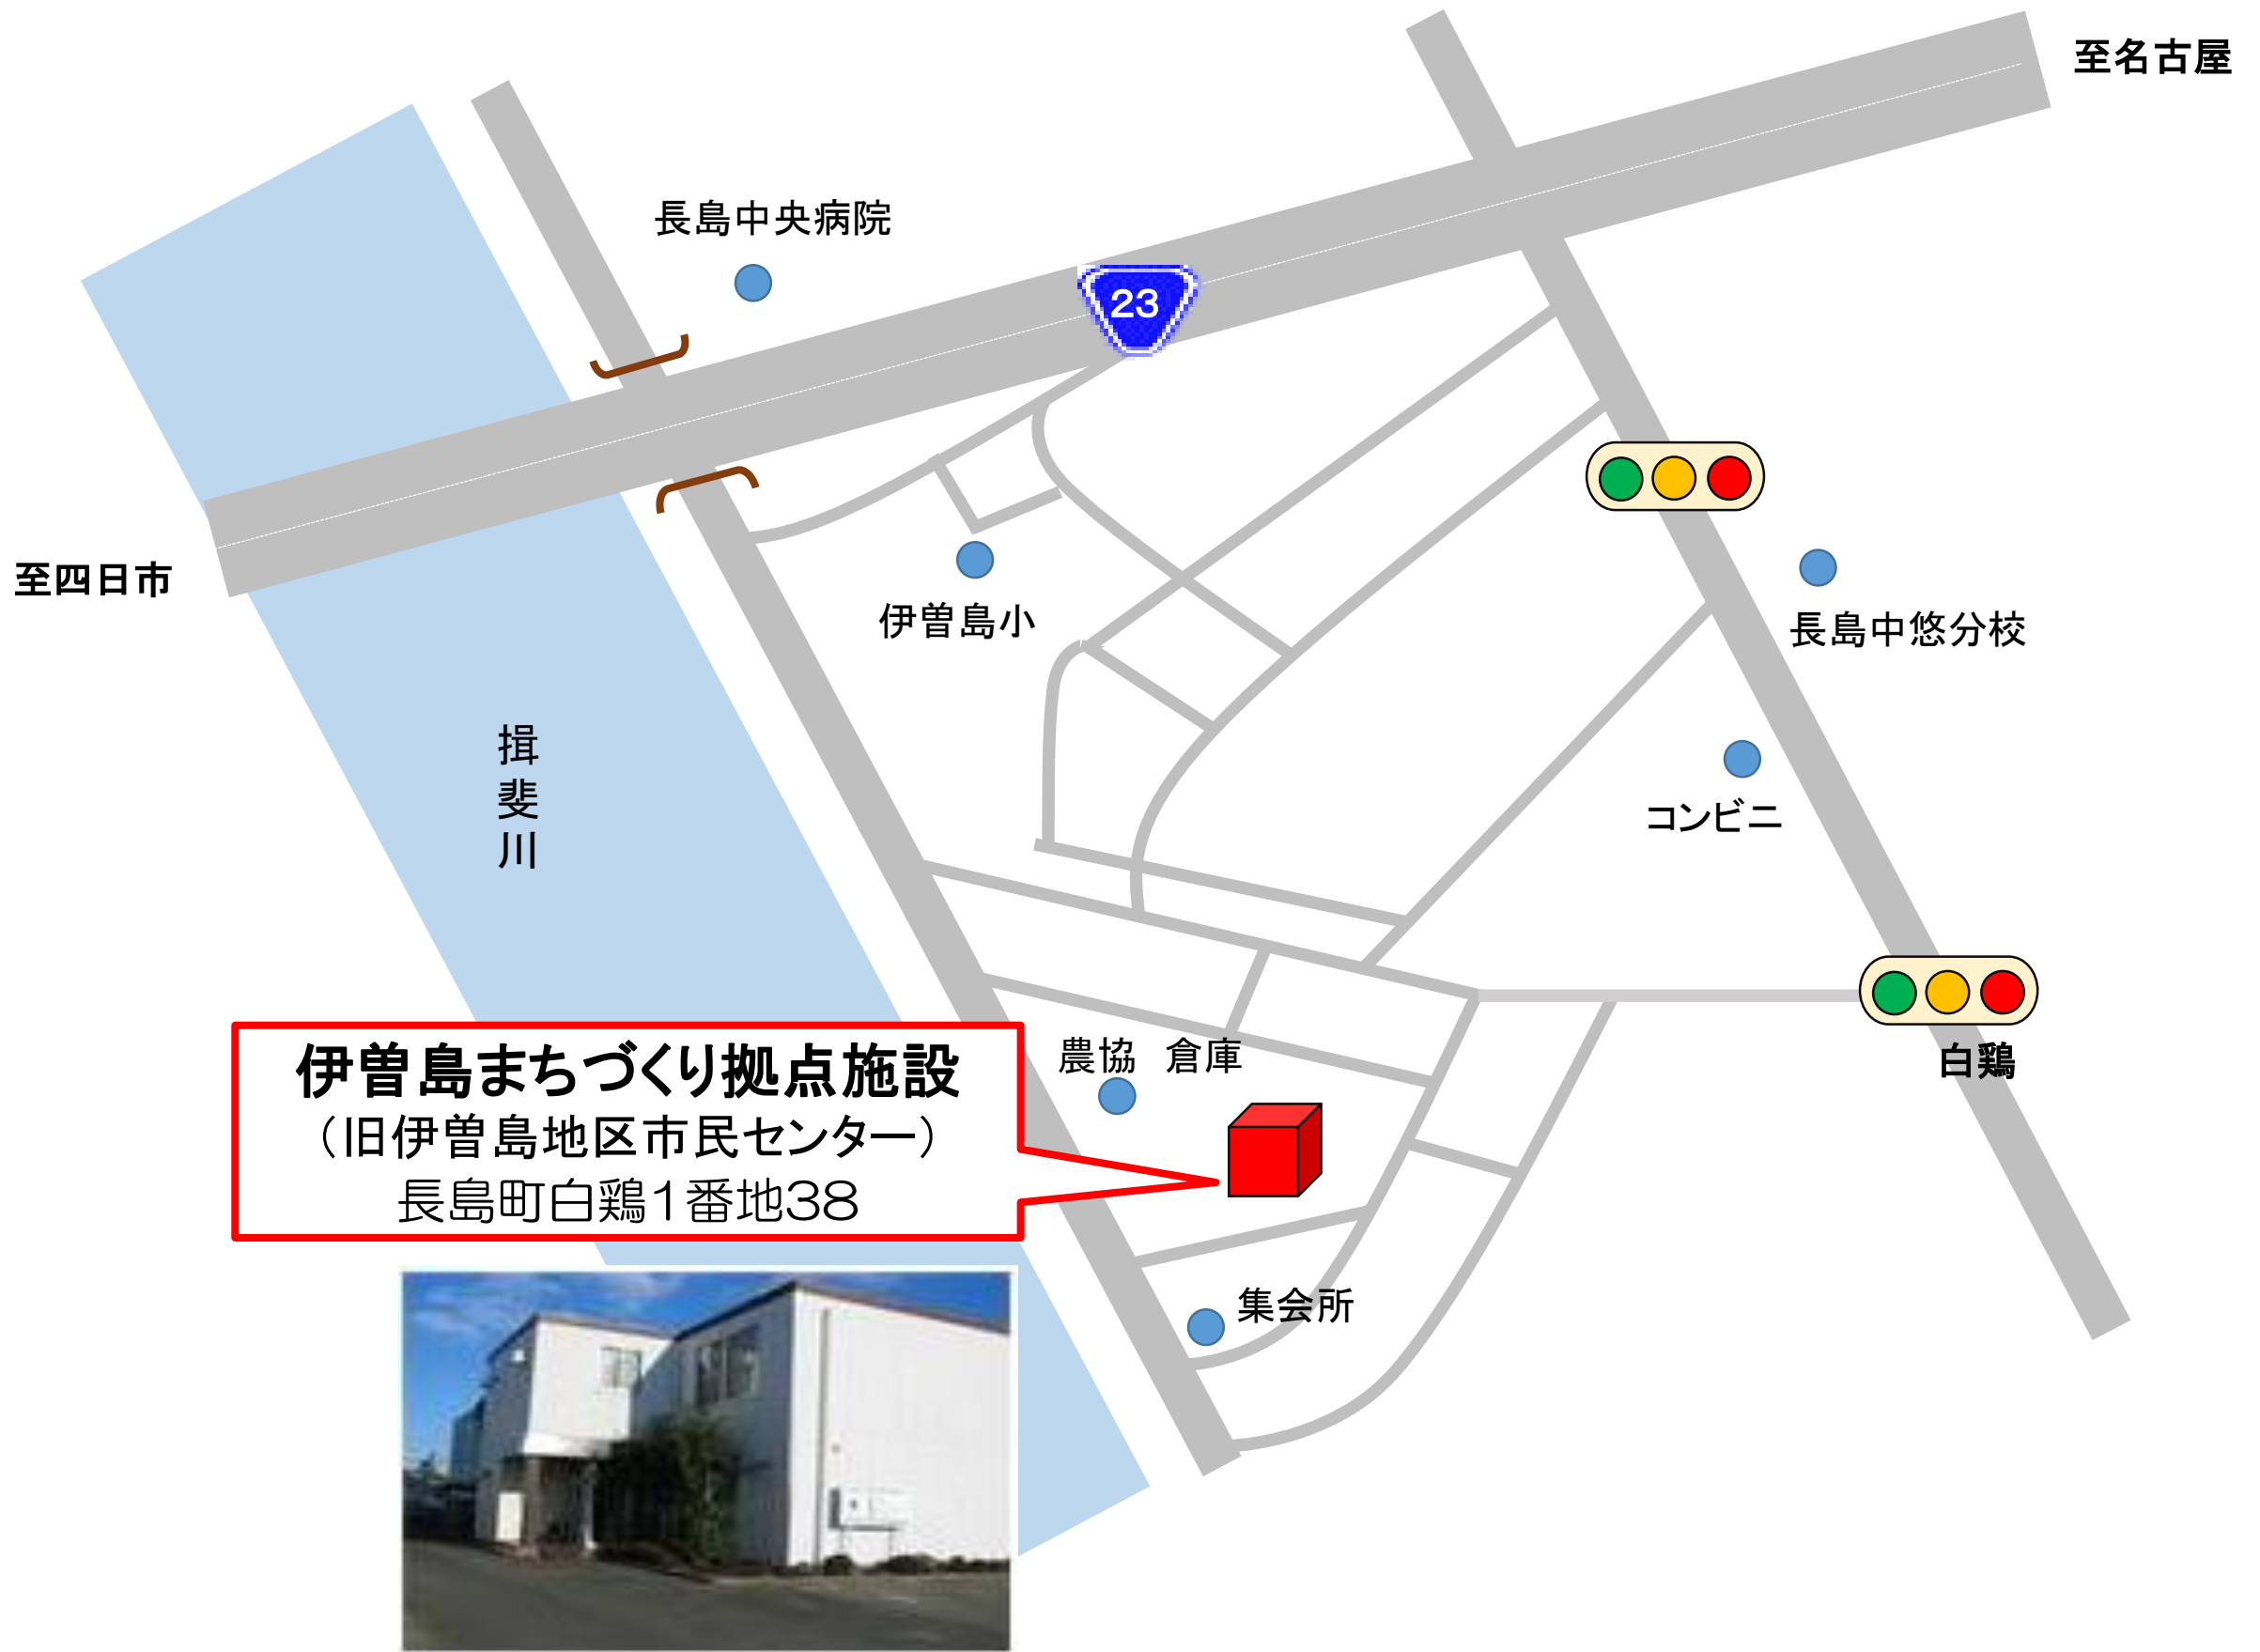 至名古屋
長島中央病院
23
至四日市
伊曽島小
長島中悠分校
揖斐川
コンビニ
農協 倉庫
白鶏
伊曽島まちづくり拠点施設
（旧伊曽島地区市民センター）
長島町白鶏1番地38
集会所